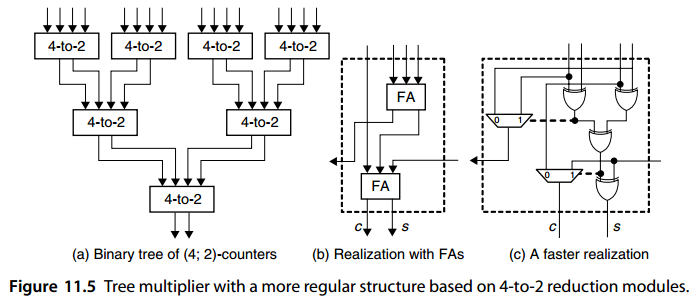 4-to-2 4-to-2 4-to-2 4-to-2
4-to-2 4-to-2
4-to-2
FA
FA
c s
0 1
0 1
c s
(a) Binary tree of (4; 2)-counters (b) Realization with FAs (c) A faster realization
Figure 11.5 Tree multiplier with a more regular structure based on 4-to-2 reduction modules.